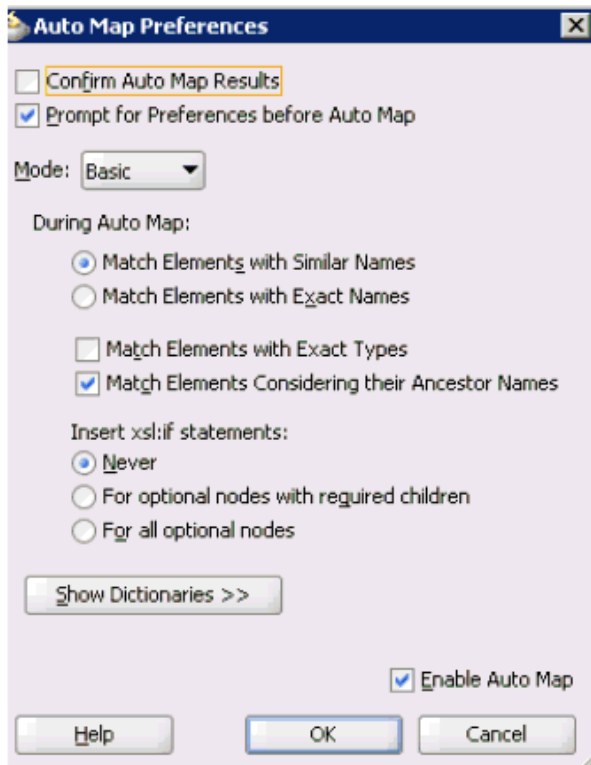 Auto Map Preferences
Confirm Auto Map Results
Prompt for Preferences before Auto Map
Mode: Basic
During Auto Map:
Match Elements with Similar Names
Match Elements with Exact Names
Match Elements with Exact Types
Match Elements Considering their Ancestor Names
Insert xsl:if statements:
Never
For optional nodes with required children
For all optional nodes
Show Dictionaries >>
Enable Auto Map
Help OK Cancel